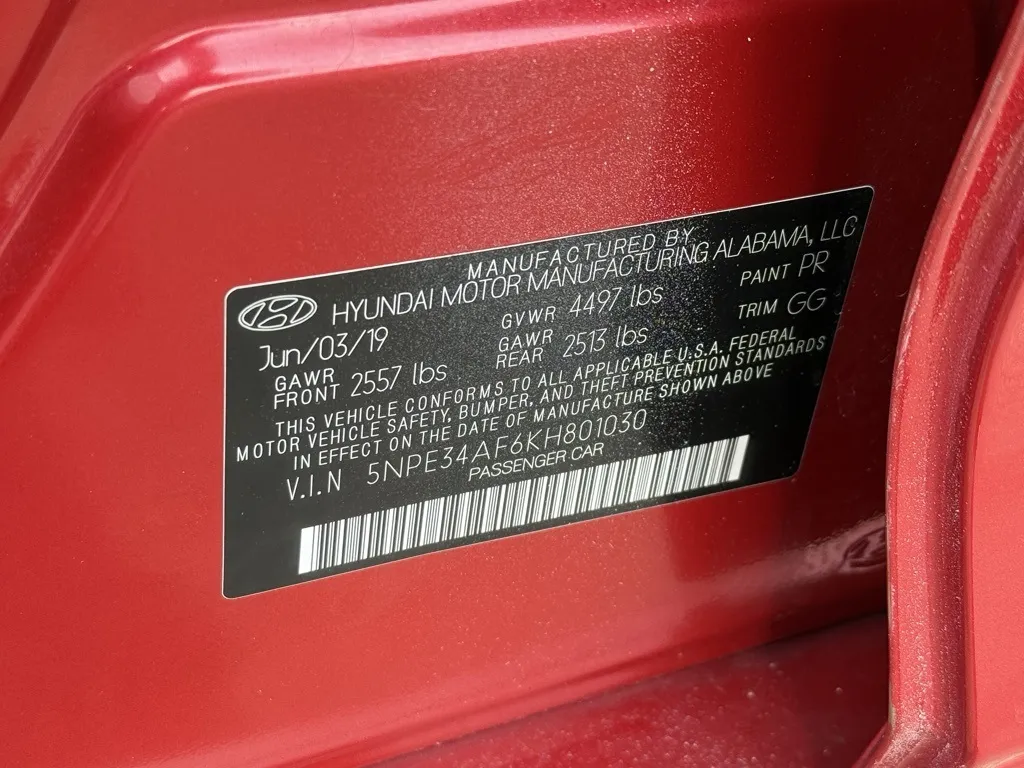 MANUFACTURED BY
HYUNDAI MOTOR MANUFACTURING ALABAMA, LLC
Jun/03/19 GVWR 4497 lbs PAINT PR
GAWR FRONT 2557 lbs GAWR REAR 2513 lbs TRIM GG
THIS VEHICLE CONFORMS TO ALL APPLICABLE U.S.A. FEDERAL
MOTOR VEHICLE SAFETY, BUMPER, AND THEFT PREVENTION STANDARDS
IN EFFECT ON THE DATE OF MANUFACTURE SHOWN ABOVE
V.I.N 5NPE34AF6KH801030
PASSENGER CAR